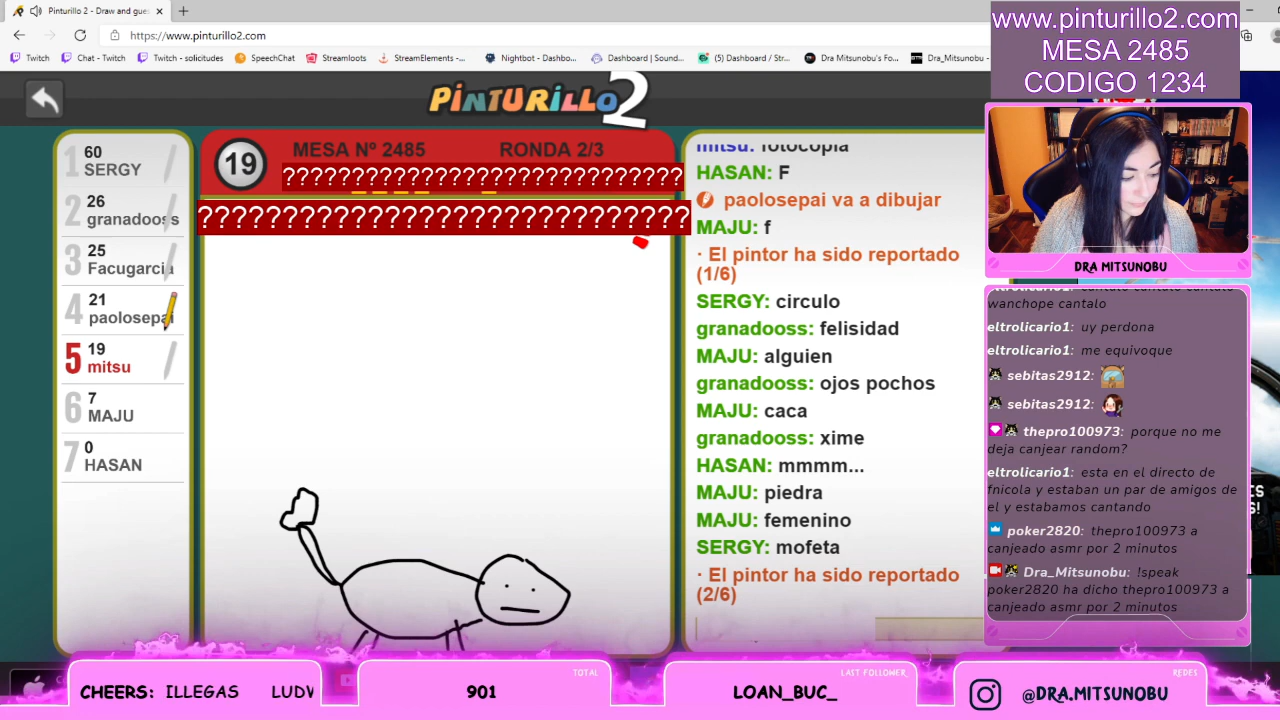 Pinturillo 2 - Draw and gues
https://www.pinturillo2.com
Twitch
Chat - Twitch
Twitch - solicitudes
SpeechChat
Streamloots
StreamElements -...
Nightbot - Dashbo...
Dashboard | Sound...
(5) Dashboard / Str...
Dra Mitsunobu's Fo...
Dra_Mitsunobu -
www.pinturillo2.com
MESA 2485
CODIGO 1234
PINTURILLO 2
1 60
SERGY
2 26
granadooss
3 25
Facugarcia
4 21
paolosepai
5 19
mitsu
6 7
MAJU
7 0
HASAN
19
MESA Nº 2485 RONDA 2/3
?????????????????????????????
?????????????????????????????
mitsu: fotocopia
HASAN: F
paolosepai va a dibujar
MAJU: f
· El pintor ha sido reportado
(1/6)
SERGY: circulo
granadooss: felisidad
MAJU: alguien
granadooss: ojos pochos
MAJU: caca
granadooss: xime
HASAN: mmmm...
MAJU: piedra
MAJU: femenino
SERGY: mofeta
· El pintor ha sido reportado
(2/6)
DRA MITSUNOBU
wanchope cantalo
eltrolicario1: uy perdona
eltrolicario1: me equivoque
sebitas2912:
sebitas2912:
thepro100973: porque no me
deja canjear random?
eltrolicario1: esta en el directo de
fnicola y estaban un par de amigos de
el y estabamos cantando
poker2820: thepro100973 a
canjeado asmr por 2 minutos
Dra_Mitsunobu: !speak
poker2820 ha dicho thepro100973 a
canjeado asmr por 2 minutos
CHEERS: ILLEGAS LUDV
TOTAL
901
LAST FOLLOWER
LOAN_BUC_
REDES
@DRA.MITSUNOBU